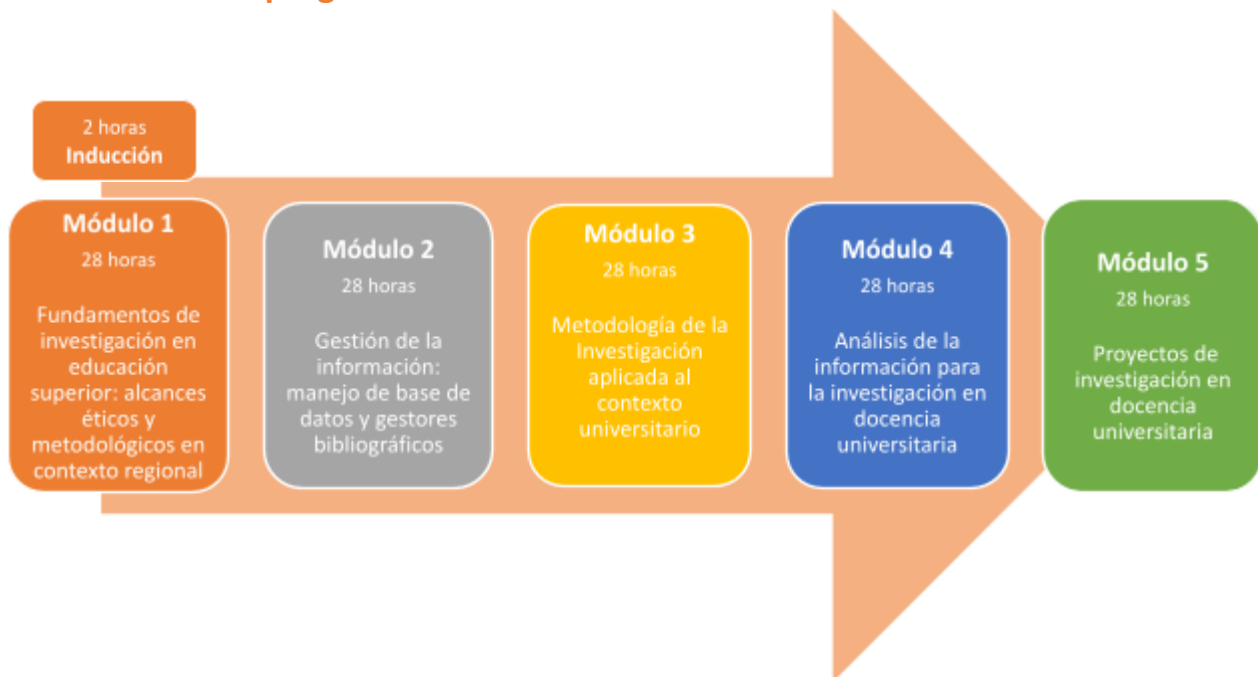 2 horas
Inducción
Módulo 1
28 horas
Fundamentos de
investigación en
educación
superior: alcances
éticos y
metodológicos en
contexto regional
Módulo 2
28 horas
Gestión de la
información:
manejo de base de
datos y gestores
bibliográficos
Módulo 3
28 horas
Metodología de la
Investigación
aplicada al
contexto
universitario
Módulo 4
28 horas
Análisis de la
información para
la investigación en
docencia
universitaria
Módulo 5
28 horas
Proyectos de
investigación en
docencia
universitaria